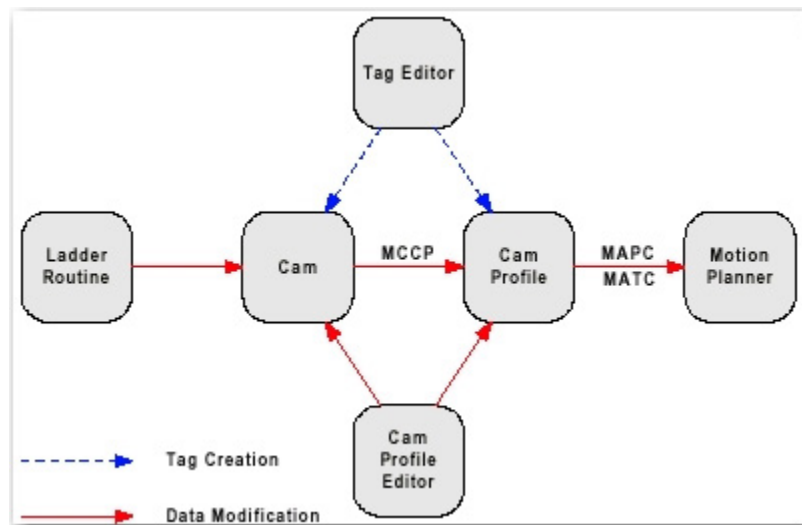 Tag Editor
Ladder
Routine
Cam
MCCP
Cam
Profile
MAPC
MATC
Motion
Planner
Cam
Profile
Editor
Tag Creation
Data Modification